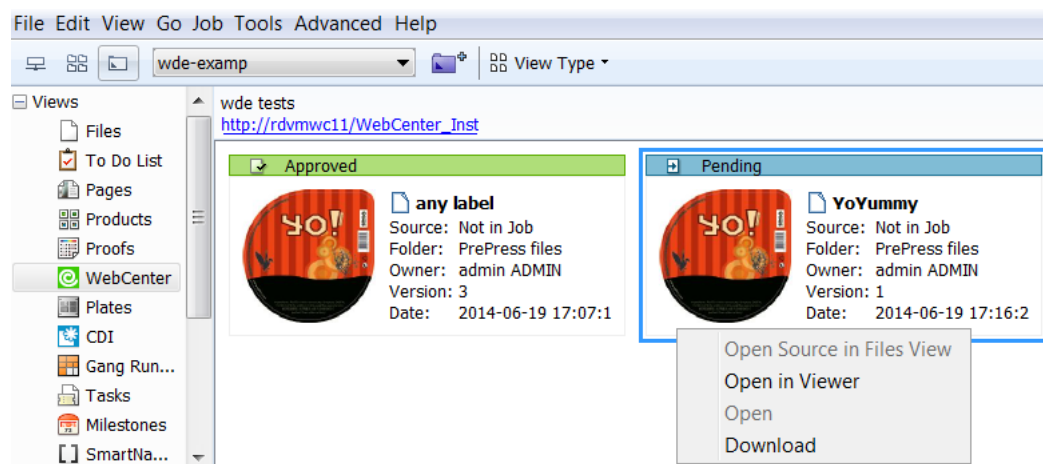 File Edit View Go Job Tools Advanced Help
wde-examp
View Type
Views
Files
To Do List
Pages
Products
Proofs
WebCenter
Plates
CDI
Gang Run...
Tasks
Milestones
SmartNa...
wde tests
http://rdvmwc11/WebCenter_Inst
Approved
YO!
any label
Source: Not in Job
Folder: PrePress files
Owner: admin ADMIN
Version: 3
Date: 2014-06-19 17:07:1
Pending
YO!
YoYummy
Source: Not in Job
Folder: PrePress files
Owner: admin ADMIN
Version: 1
Date: 2014-06-19 17:16:2
Open Source in Files View
Open in Viewer
Open
Download